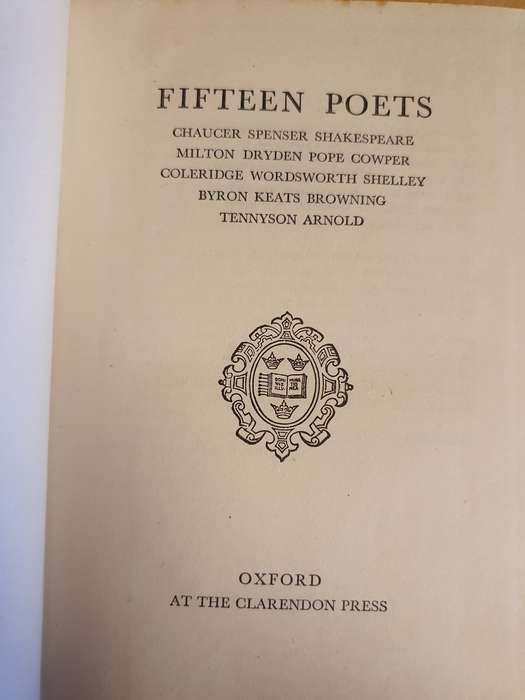 FIFTEEN POETS
CHAUCER SPENSER SHAKESPEARE
MILTON DRYDEN POPE COWPER
COLERIDGE WORDSWORTH SHELLEY
BYRON KEATS BROWNING
TENNYSON ARNOLD
OXFORD
AT THE CLARENDON PRESS